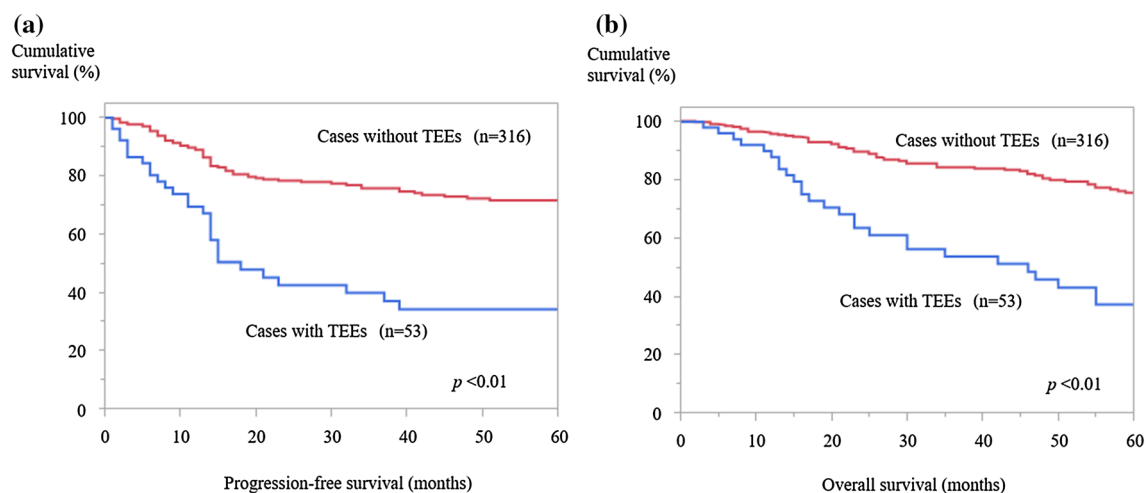 (a)
Cumulative
survival (%)
100
80
60
40
20
0
Cases without TEEs (n=316)
Cases with TEEs (n=53)
p <0.01
0 10 20 30 40 50 60
Progression-free survival (months)
(b)
Cumulative
survival (%)
100
80
60
40
20
0
Cases without TEEs (n=316)
Cases with TEEs (n=53)
p <0.01
0 10 20 30 40 50 60
Overall survival (months)